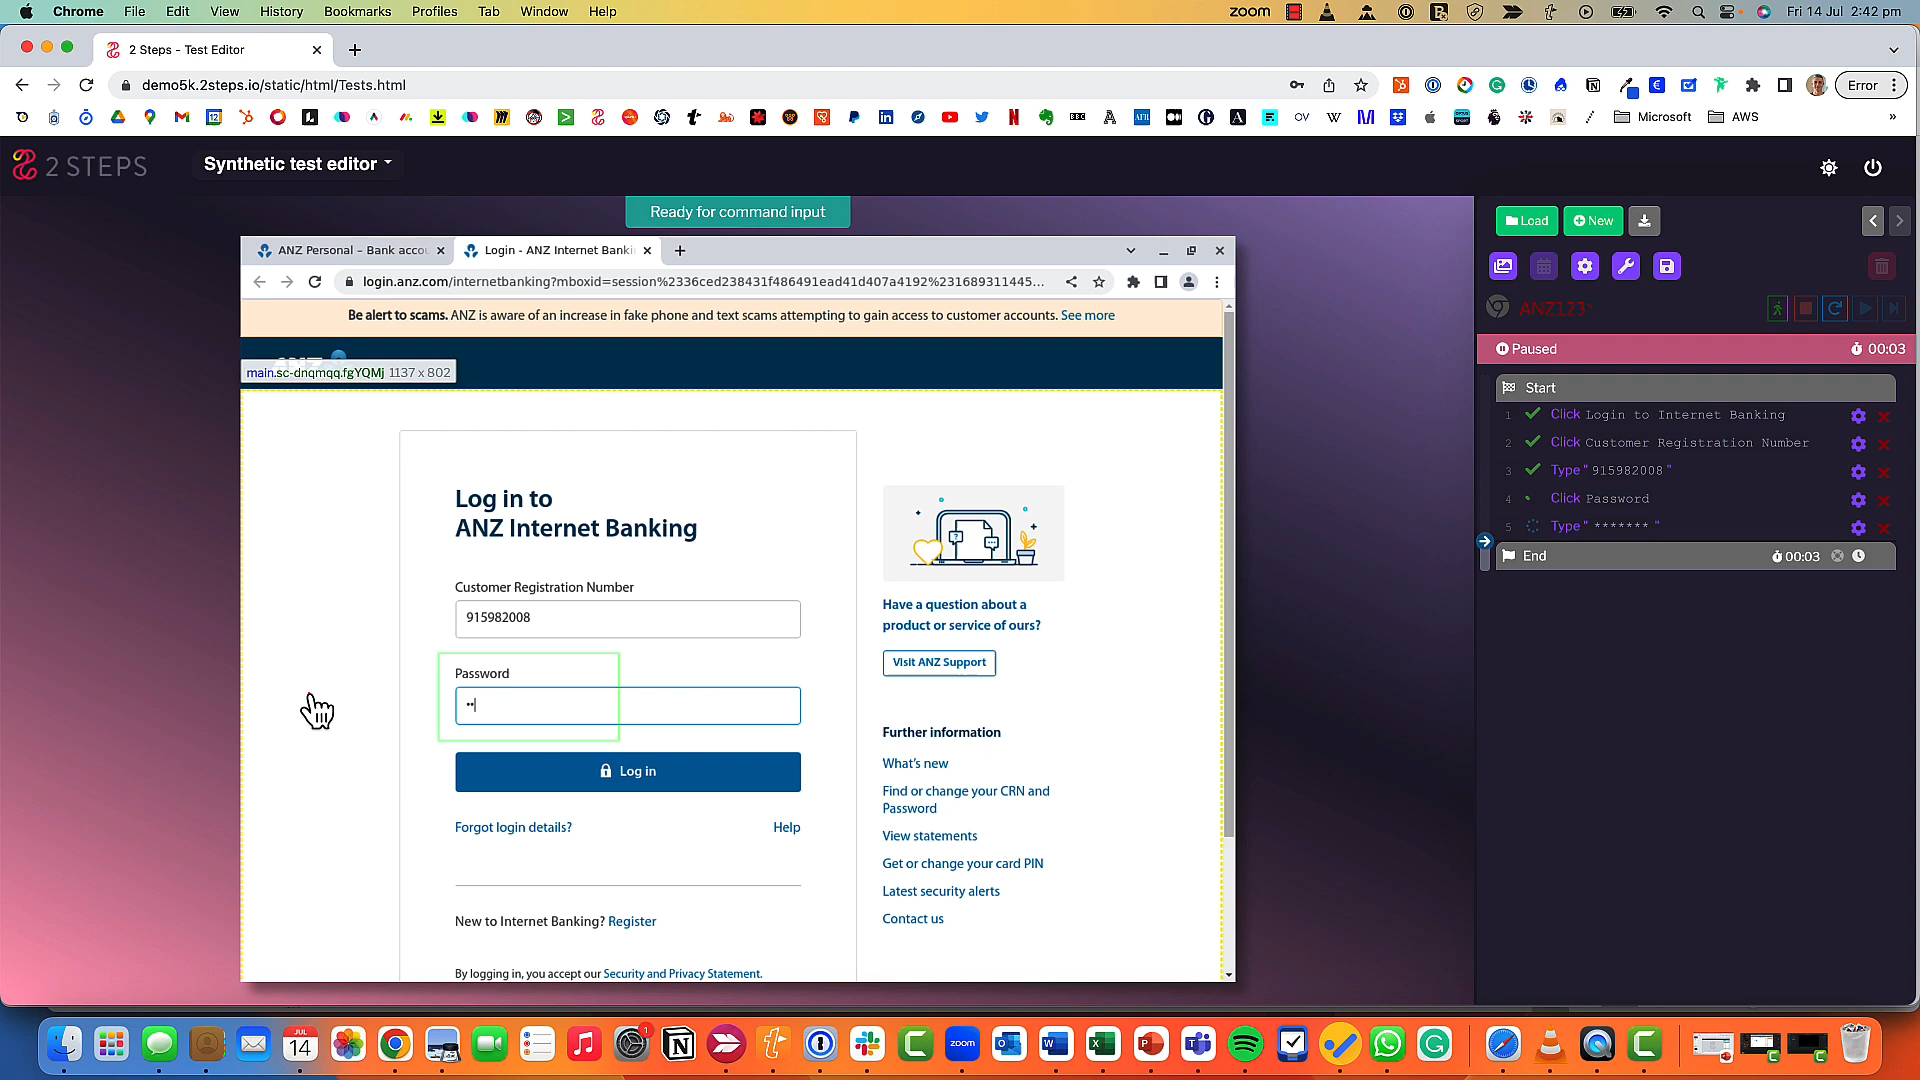 Chrome File Edit View History Bookmarks Profiles Tab Window Help
zoom
Fri 14 Jul 2:42 pm
2 Steps - Test Editor
demo5k.2steps.io/static/html/Tests.html
Error
Microsoft
AWS
2 STEPS
Synthetic test editor
Ready for command input
Load
New
ANZ Personal – Bank accou
Login - ANZ Internet Banki
login.anz.com/internetbanking?mboxid=session%2336ced238431f486491ead41d407a4192%231689311445...
Be alert to scams. ANZ is aware of an increase in fake phone and text scams attempting to gain access to customer accounts. See more
main.sc-dnqmqq.fgYQMj 1137 x 802
ANZ123*
Paused
00:03
Start
1 Click Login to Internet Banking
2 Click Customer Registration Number
3 Type "915982008"
4 Click Password
5 Type "*******"
End
00:03
Log in to
ANZ Internet Banking
Customer Registration Number
915982008
Password
••
Log in
Forgot login details?
Help
New to Internet Banking? Register
By logging in, you accept our Security and Privacy Statement.
Have a question about a
product or service of ours?
Visit ANZ Support
Further information
What's new
Find or change your CRN and
Password
View statements
Get or change your card PIN
Latest security alerts
Contact us
JUL
14
1
zoom